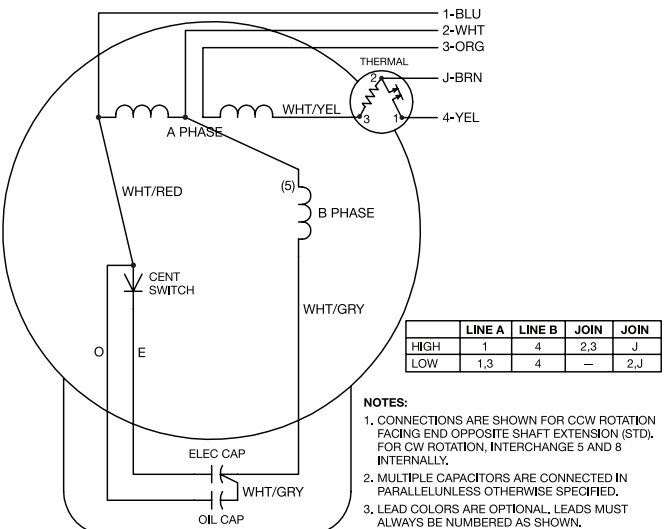 1-BLU
2-WHT
3-ORG
THERMAL
2
J-BRN
WHT/YEL
3
1
4-YEL
A PHASE
(5)
WHT/RED
B PHASE
CENT
SWITCH
WHT/GRY
O
E
LINE A LINE B JOIN JOIN
HIGH 1 4 2,3 J
LOW 1,3 4 — 2,J
NOTES:
1. CONNECTIONS ARE SHOWN FOR CCW ROTATION
FACING END OPPOSITE SHAFT EXTENSION (STD).
FOR CW ROTATION, INTERCHANGE 5 AND 8
INTERNALLY.
2. MULTIPLE CAPACITORS ARE CONNECTED IN
PARALLELUNLESS OTHERWISE SPECIFIED.
3. LEAD COLORS ARE OPTIONAL. LEADS MUST
ALWAYS BE NUMBERED AS SHOWN.
ELEC CAP
WHT/GRY
OIL CAP